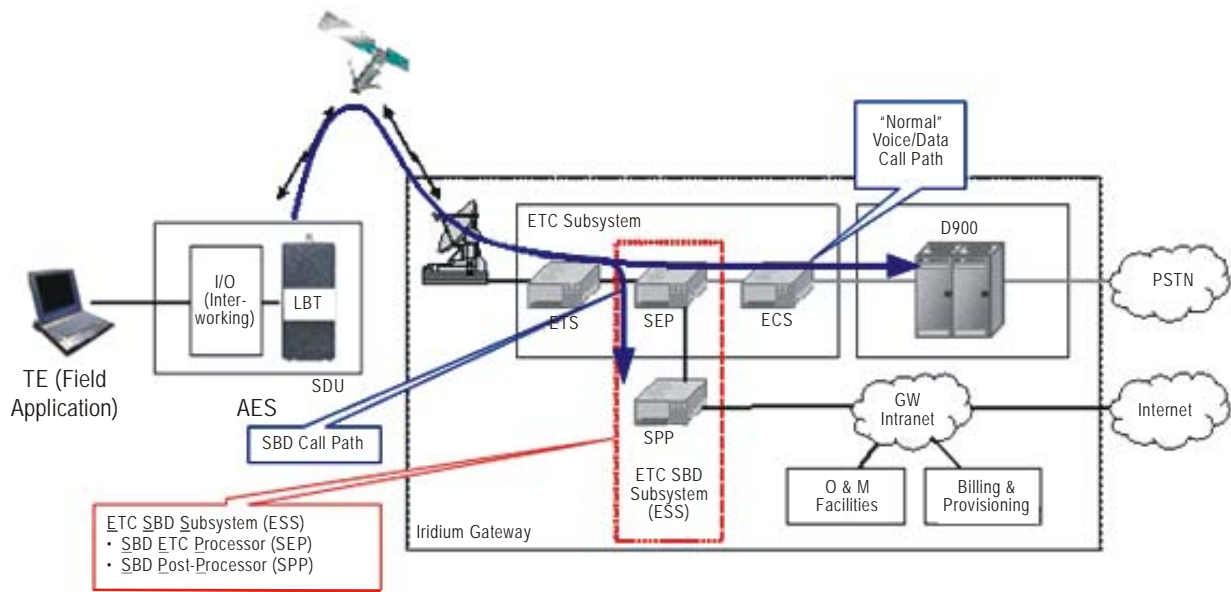 "Normal"
Voice/Data
Call Path
ETC Subsystem
D900
I/O
(Inter-
working)
LBT
PSTN
ETS
SEP
ECS
SDU
TE (Field
Application)
AES
SBD Call Path
SPP
GW
Intranet
Internet
ETC SBD
Subsystem
(ESS)
O & M
Facilities
Billing &
Provisioning
Iridium Gateway
ETC SBD Subsystem (ESS)
• SBD ETC Processor (SEP)
• SBD Post-Processor (SPP)